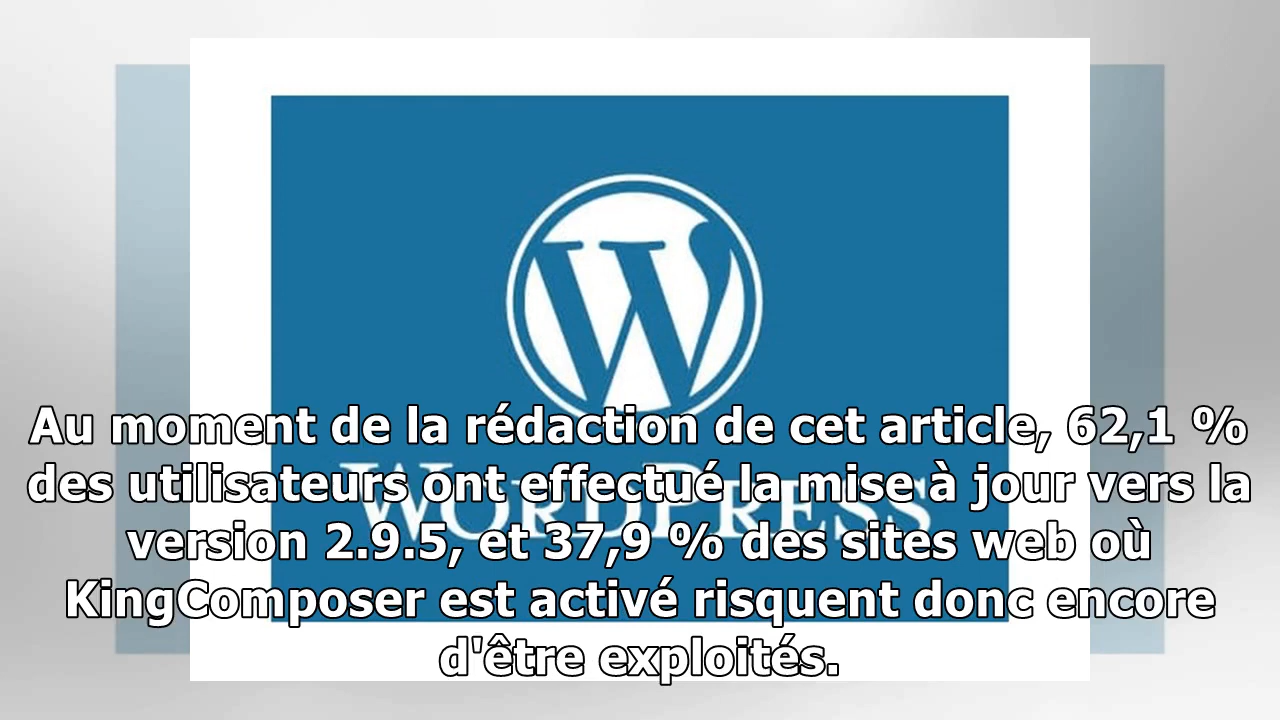 Au moment de la rédaction de cet article, 62,1 %
des utilisateurs ont effectué la mise à jour vers la
version 2.9.5, et 37,9 % des sites web où
KingComposer est activé risquent donc encore
d'être exploités.
W
WORDPRESS